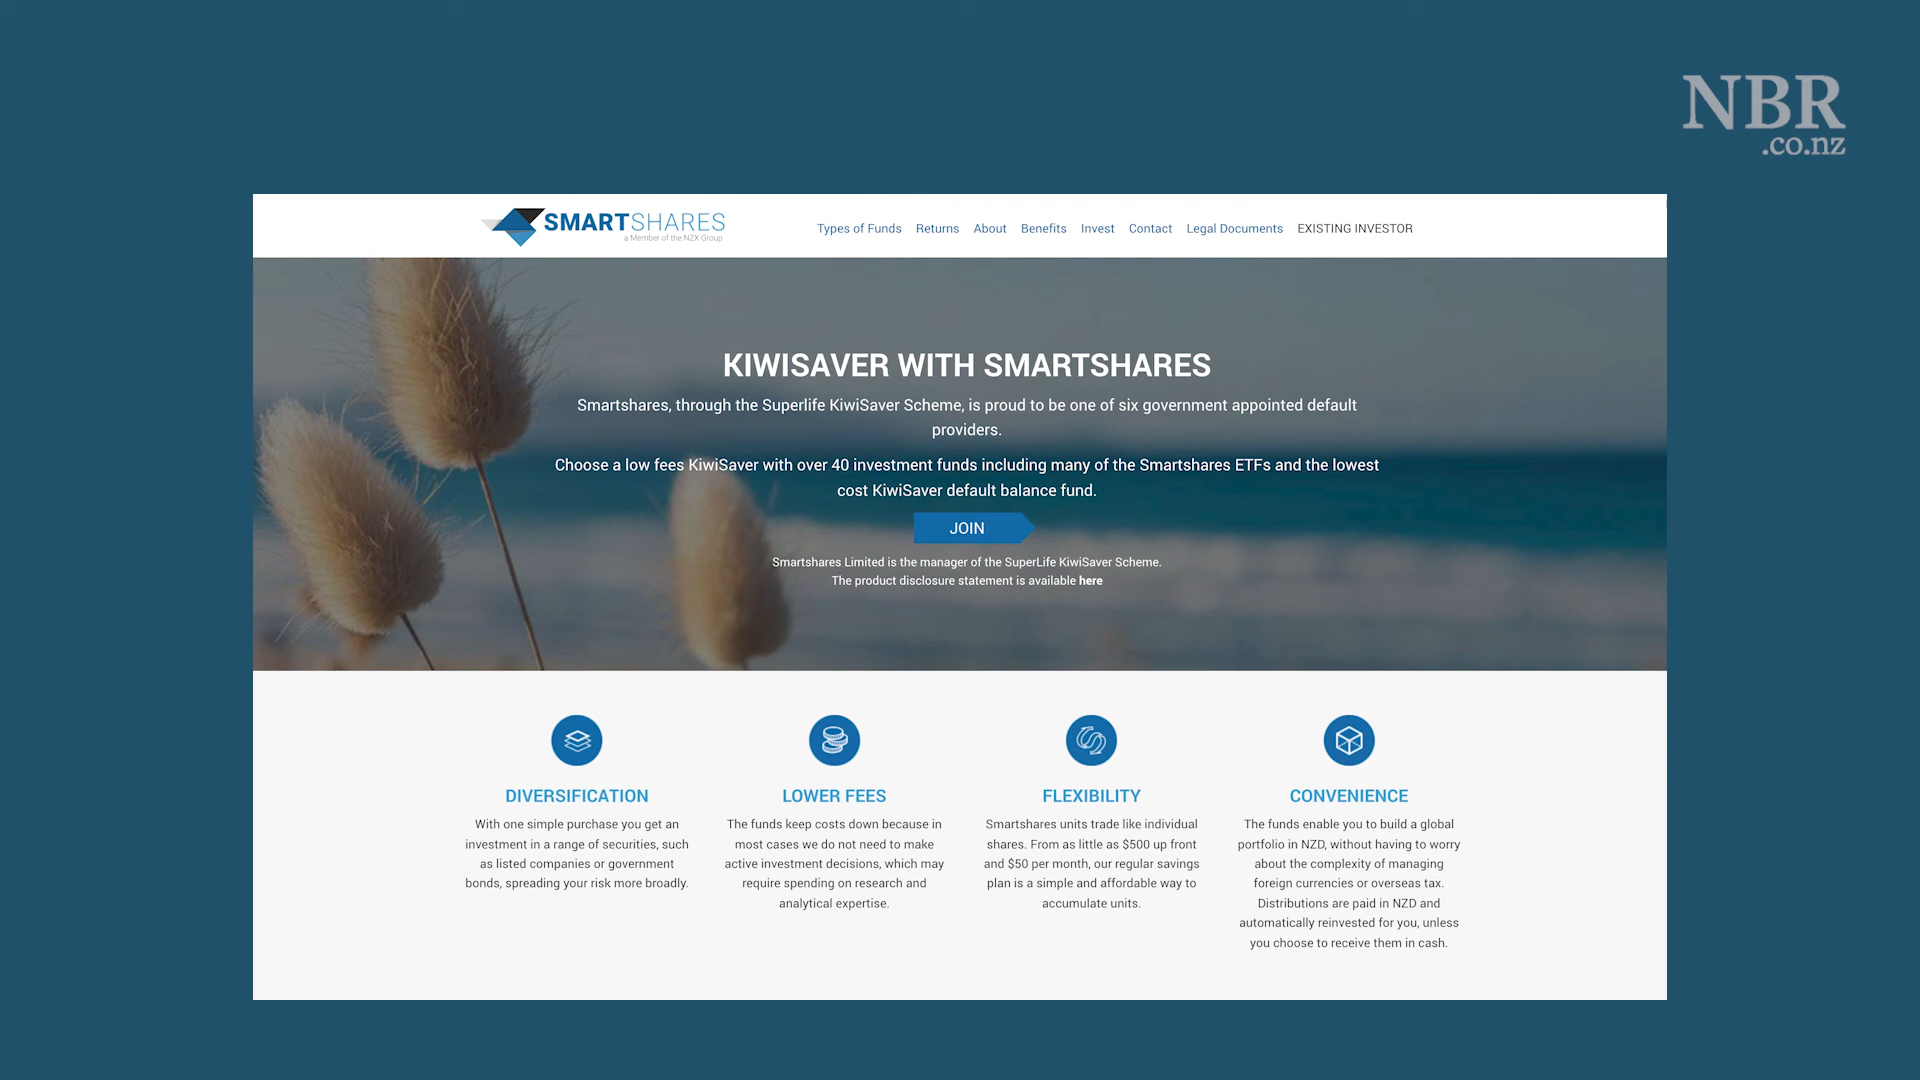 NBR
.co.nz
SMARTSHARES
a Member of the NZX Group
Types of Funds Returns About Benefits Invest Contact Legal Documents EXISTING INVESTOR
KIWISAVER WITH SMARTSHARES
Smartshares, through the Superlife KiwiSaver Scheme, is proud to be one of six government appointed default
providers.
Choose a low fees KiwiSaver with over 40 investment funds including many of the Smartshares ETFs and the lowest
cost KiwiSaver default balance fund.
JOIN
Smartshares Limited is the manager of the SuperLife KiwiSaver Scheme.
The product disclosure statement is available here
DIVERSIFICATION
With one simple purchase you get an
investment in a range of securities, such
as listed companies or government
bonds, spreading your risk more broadly.
LOWER FEES
The funds keep costs down because in
most cases we do not need to make
active investment decisions, which may
require spending on research and
analytical expertise.
FLEXIBILITY
Smartshares units trade like individual
shares. From as little as $500 up front
and $50 per month, our regular savings
plan is a simple and affordable way to
accumulate units.
CONVENIENCE
The funds enable you to build a global
portfolio in NZD, without having to worry
about the complexity of managing
foreign currencies or overseas tax.
Distributions are paid in NZD and
automatically reinvested for you, unless
you choose to receive them in cash.